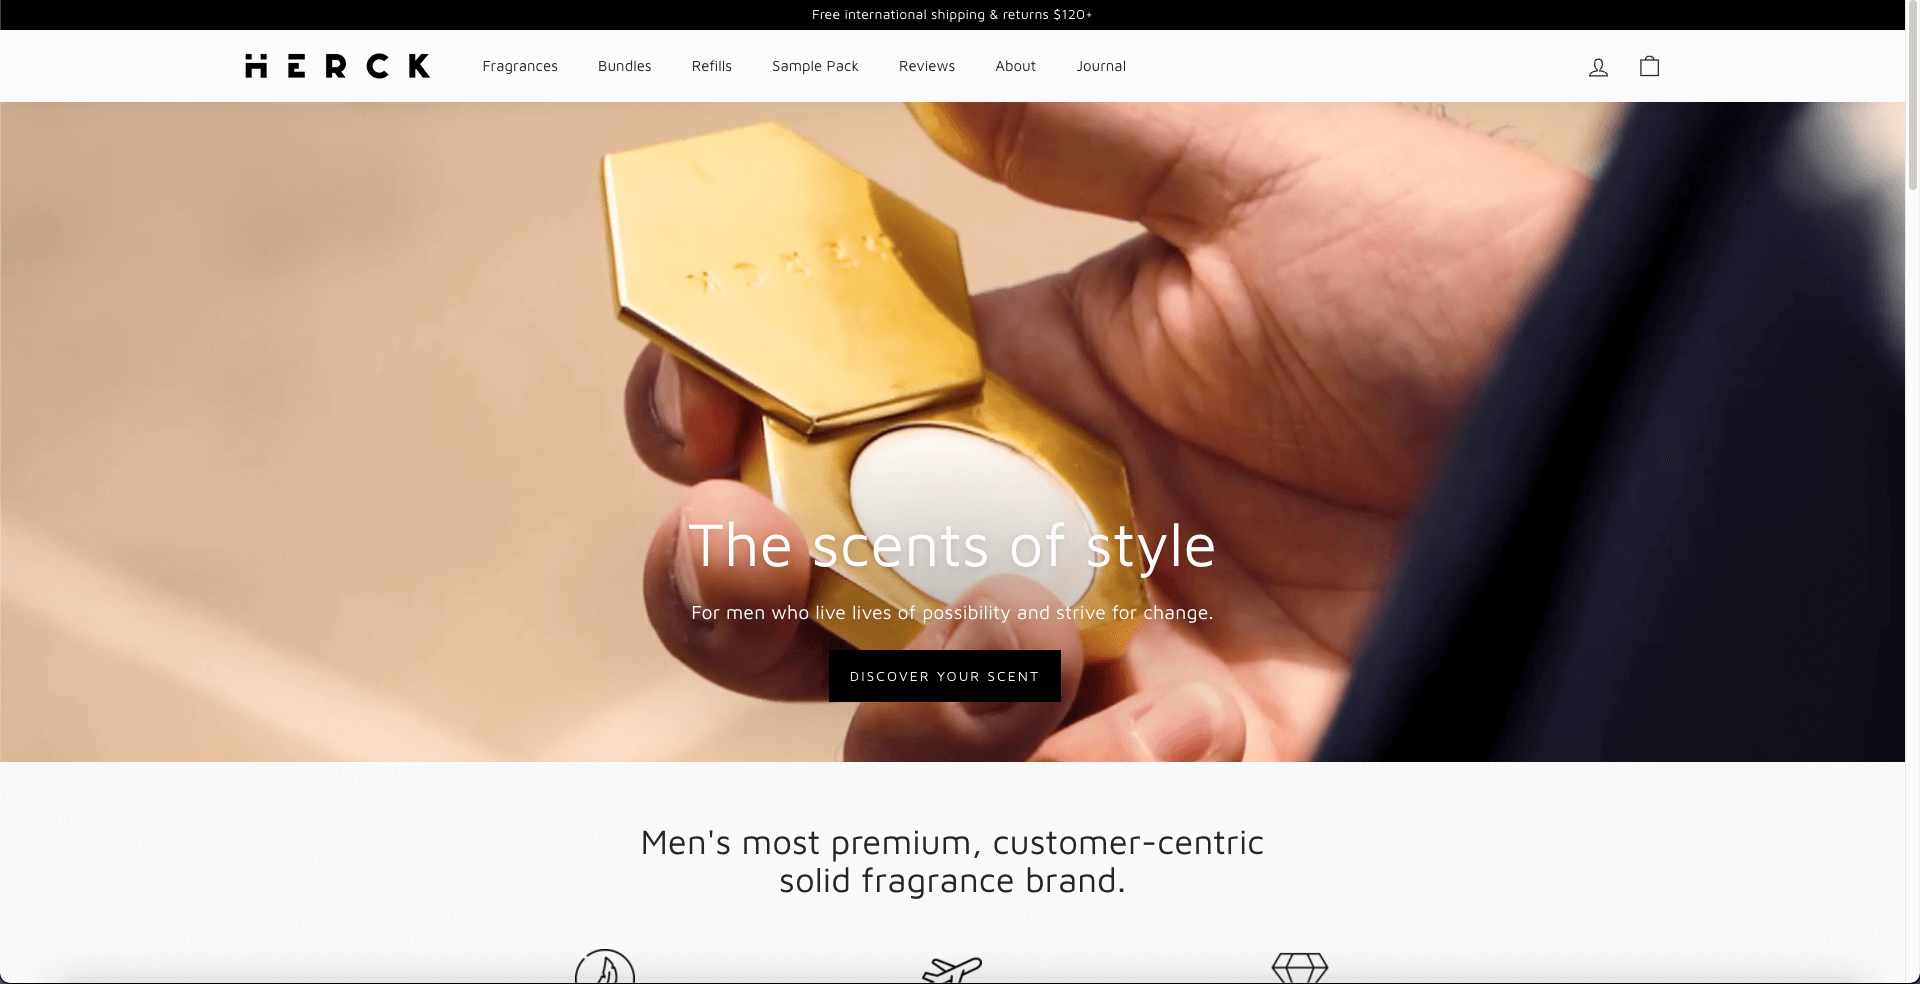 Free international shipping & returns $120+
HERCK
Fragrances
Bundles
Refills
Sample Pack
Reviews
About
Journal
The scents of style
For men who live lives of possibility and strive for change.
DISCOVER YOUR SCENT
Men's most premium, customer-centric
solid fragrance brand.